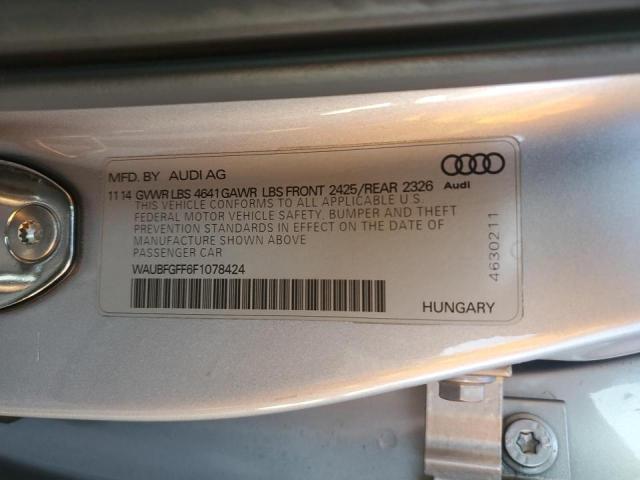 MFD. BY AUDI AG
11 14 GVWR LBS 4641 GAWR LBS FRONT 2425/REAR 2326
THIS VEHICLE CONFORMS TO ALL APPLICABLE U.S.
FEDERAL MOTOR VEHICLE SAFETY, BUMPER AND THEFT
PREVENTION STANDARDS IN EFFECT ON THE DATE OF
MANUFACTURE SHOWN ABOVE
PASSENGER CAR
WAUBFGFF6F1078424
Audi
4630211
HUNGARY